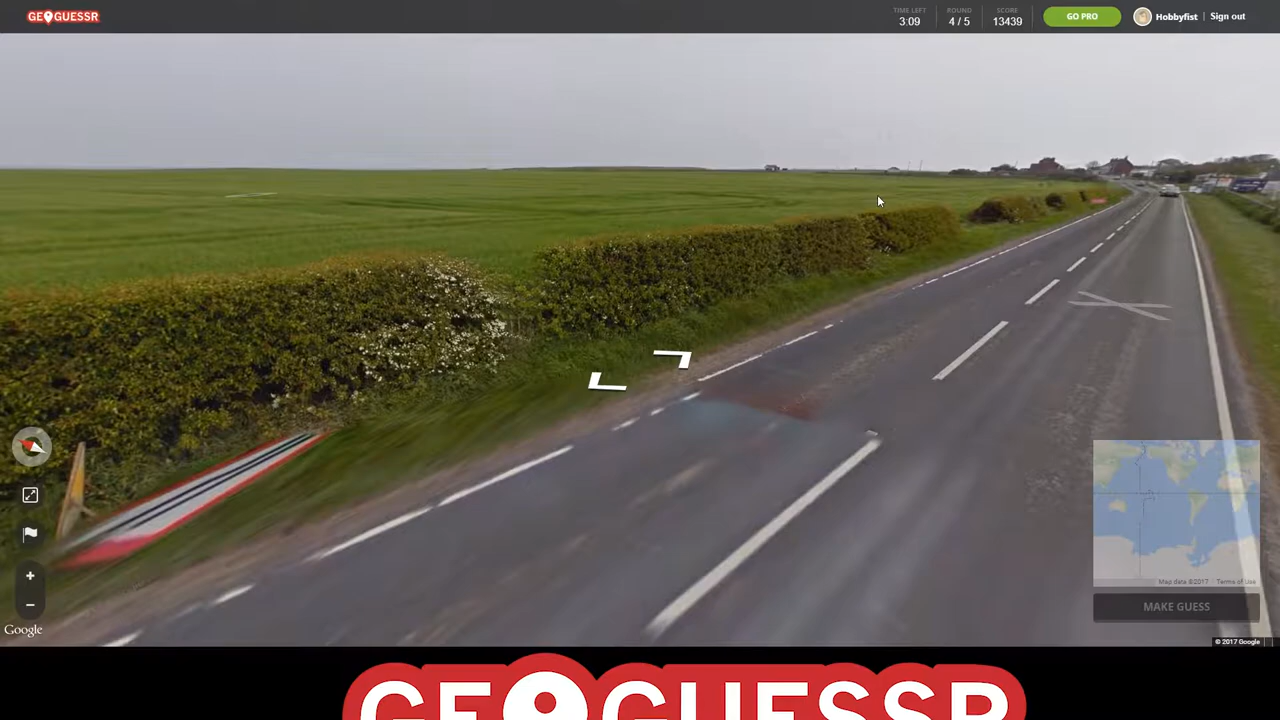 GEOGUESSR
TIME LEFT
3:09
ROUND
4 / 5
SCORE
13439
GO PRO
Hobbyfist | Sign out
Map data ©2017
Terms of Use
MAKE GUESS
Google
© 2017 Google
GEOGUESSR